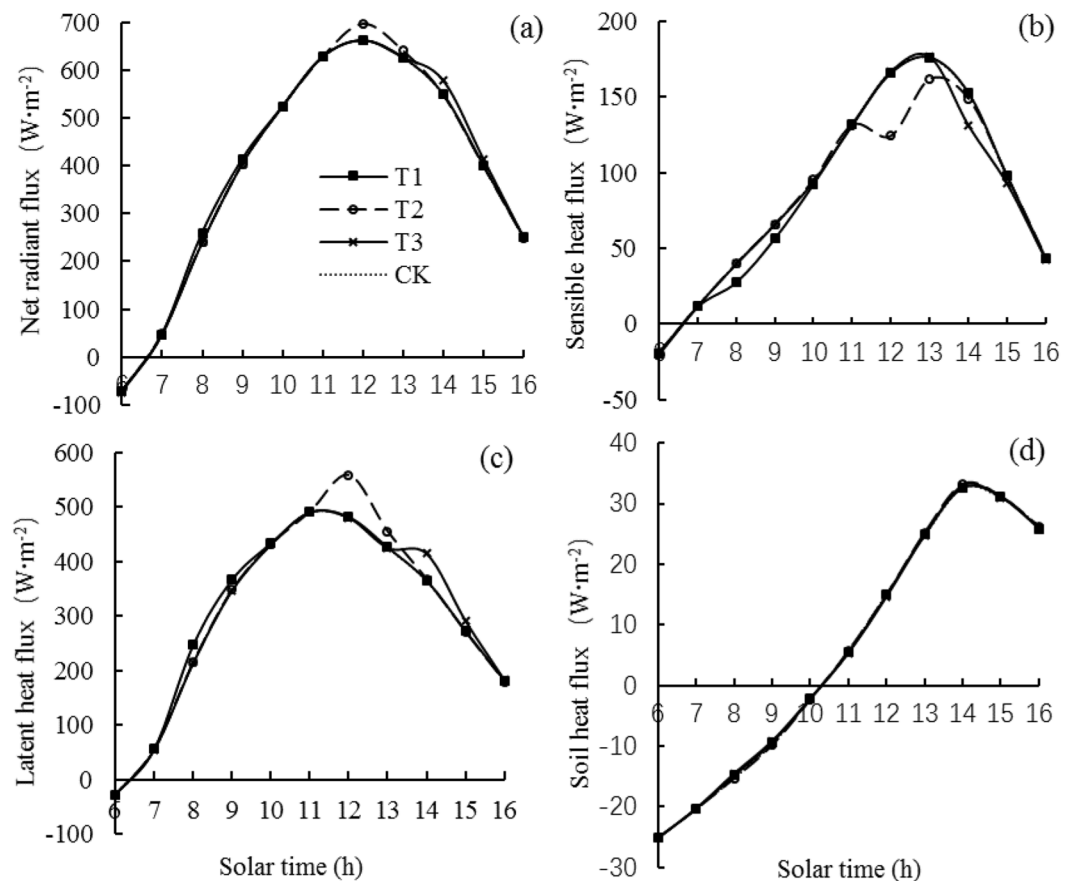 (a)
Net radiant flux (W·m-2)
700
600
500
400
300
200
100
0
-100
6 7 8 9 10 11 12 13 14 15 16
T1
T2
T3
CK
(b)
Sensible heat flux (W·m-2)
200
150
100
50
0
-50
6 7 8 9 10 11 12 13 14 15 16
(c)
Latent heat flux (W·m-2)
600
500
400
300
200
100
0
-100
6 7 8 9 10 11 12 13 14 15 16
Solar time (h)
(d)
Soil heat flux (W·m-2)
40
30
20
10
0
-10
-20
-30
6 7 8 9 10 11 12 13 14 15 16
Solar time (h)